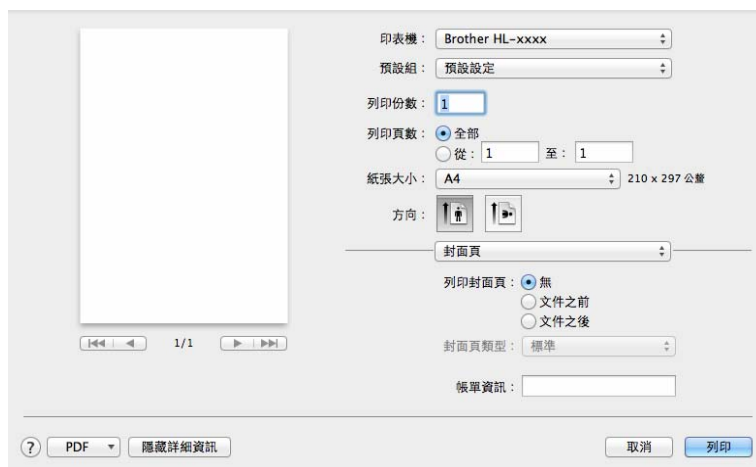 印表機： Brother HL-xxxx
預設組： 預設設定
列印份數： 1
列印頁數： 全部
從： 1 至： 1
紙張大小： A4 210 x 297 公釐
方向：
封面頁
列印封面頁： 無
文件之前
文件之後
封面頁類型： 標準
帳單資訊：
1/1
? PDF 隱藏詳細資訊 取消 列印